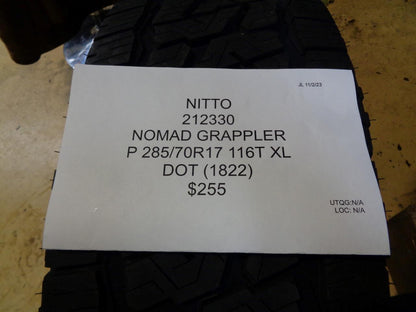 JL 11/2/23
NITTO
212330
NOMAD GRAPPLER
P 285/70R17 116T XL
DOT (1822)
$255
UTQG:N/A
LOC: N/A